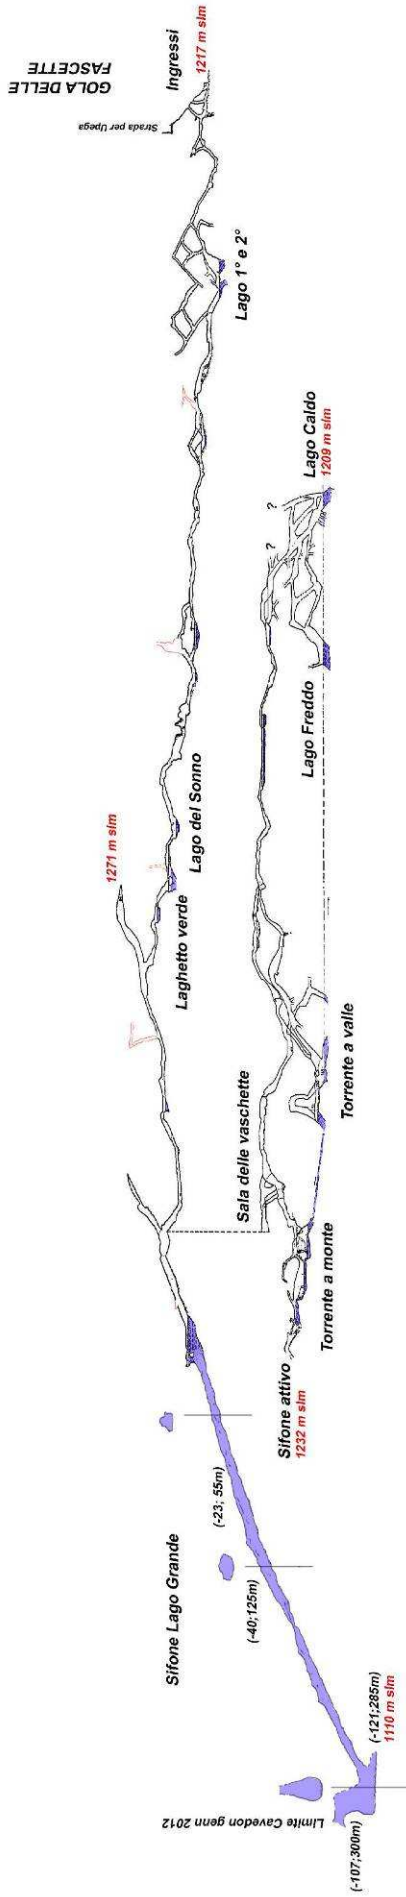 GOLA DELLE
FASCETTE
Strada per Upega
Ingressi
1217 m slm
Lago 1° e 2°
1271 m slm
Laghetto verde
Lago del Sonno
Lago Caldo
1209 m slm
?
?
Lago Freddo
Sala delle vaschette
Torrente a valle
Torrente a monte
Sifone attivo
1232 m slm
Sifone Lago Grande
(-23; 55m)
(-40;125m)
(-121;285m)
1110 m slm
Limite Cavedon genn 2012
(-107;300m)